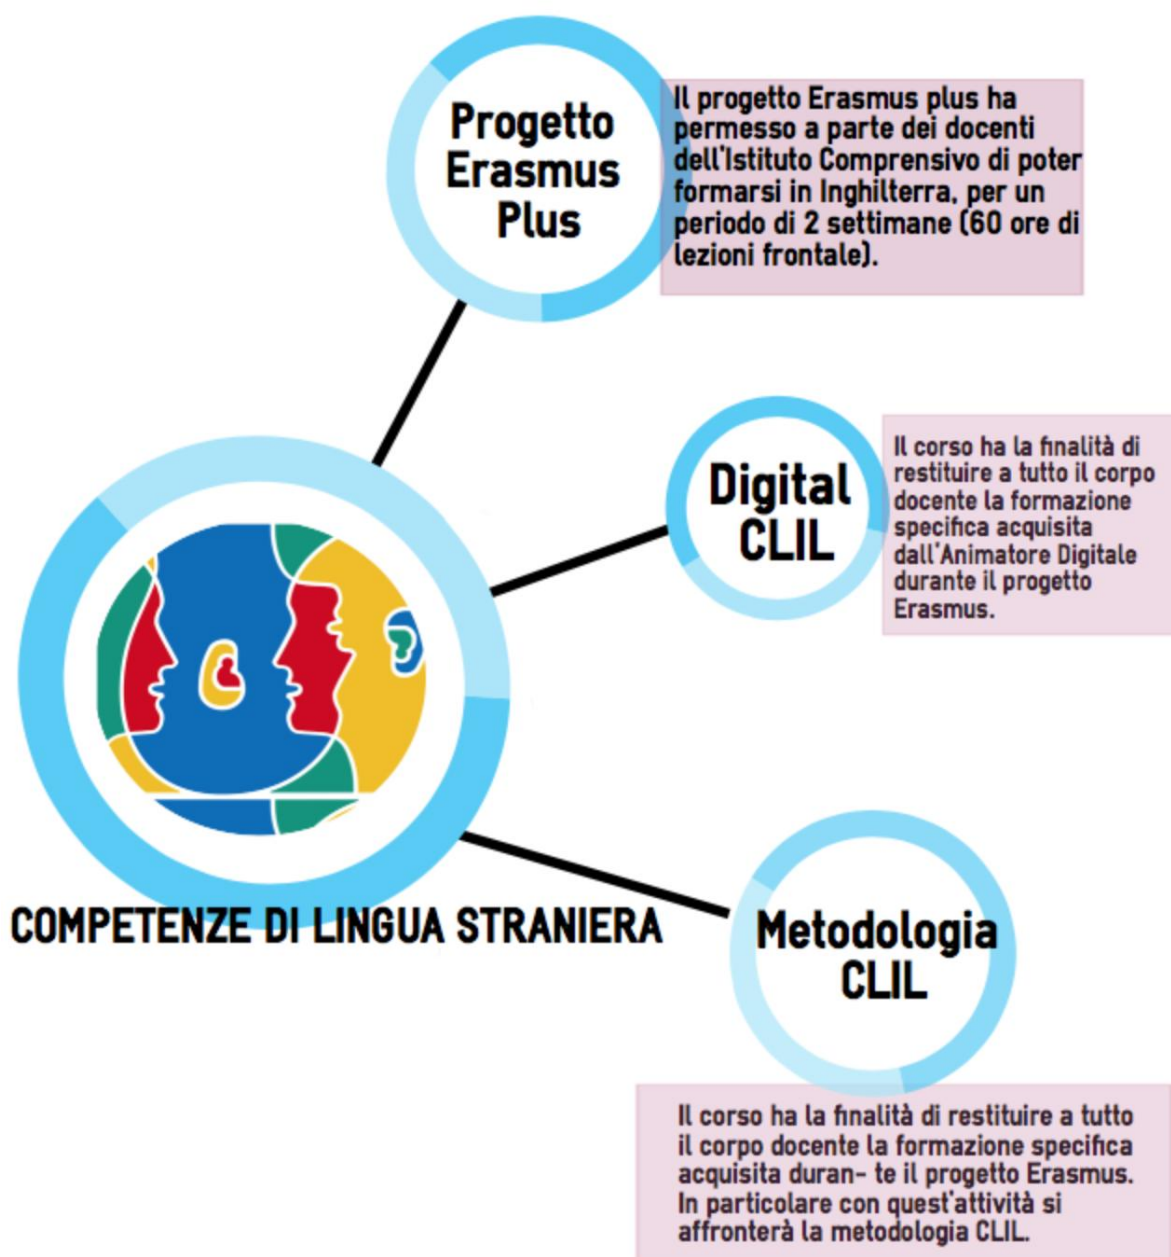 Progetto
Erasmus
Plus
Il progetto Erasmus plus ha
permesso a parte dei docenti
dell'Istituto Comprensivo di poter
formarsi in Inghilterra, per un
periodo di 2 settimane (60 ore di
lezioni frontale).
Digital
CLIL
Il corso ha la finalità di
restituire a tutto il corpo
docente la formazione
specifica acquisita
dall'Animatore Digitale
durante il progetto
Erasmus.
COMPETENZE DI LINGUA STRANIERA
Metodologia
CLIL
Il corso ha la finalità di restituire a tutto
il corpo docente la formazione specifica
acquisita duran- te il progetto Erasmus.
In particolare con quest'attività si
affronterà la metodologia CLIL.